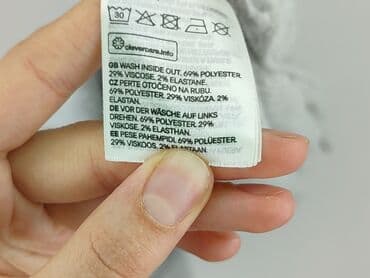 30
clevercare.info
GB WASH INSIDE OUT. 69% POLYESTER.
29% VISCOSE. 2% ELASTANE.
CZ PERTE OTOČENO NA RUBU.
69% POLYESTER. 29% VISKÓZA. 2%
ELASTAN.
DE VOR DER WÄSCHE AUF LINKS
DREHEN. 69% POLYESTER. 29%
VISKOSE. 2% ELASTHAN.
EE PESE PAHEMPIDI. 69% POLÜESTER.
29% VISKOOS. 2% ELASTAAN.